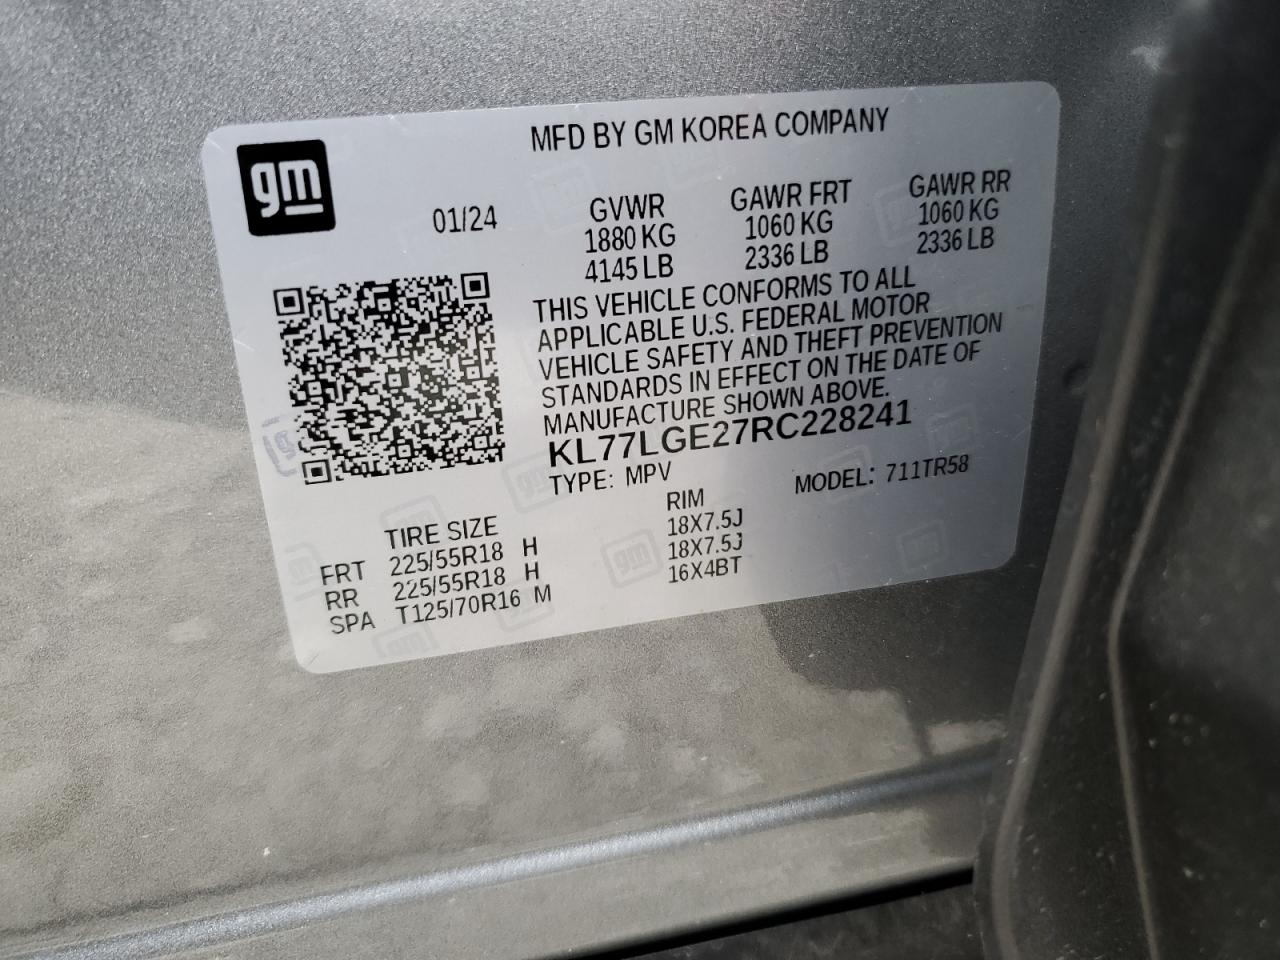 MFD BY GM KOREA COMPANY
gm
01/24
GVWR GAWR FRT GAWR RR
1880 KG 1060 KG 1060 KG
4145 LB 2336 LB 2336 LB
THIS VEHICLE CONFORMS TO ALL
APPLICABLE U.S. FEDERAL MOTOR
VEHICLE SAFETY AND THEFT PREVENTION
STANDARDS IN EFFECT ON THE DATE OF
MANUFACTURE SHOWN ABOVE.
KL77LGE27RC228241
TYPE: MPV MODEL: 711TR58
TIRE SIZE RIM
FRT 225/55R18 H 18X7.5J
RR 225/55R18 H 18X7.5J
SPA T125/70R16 M 16X4BT